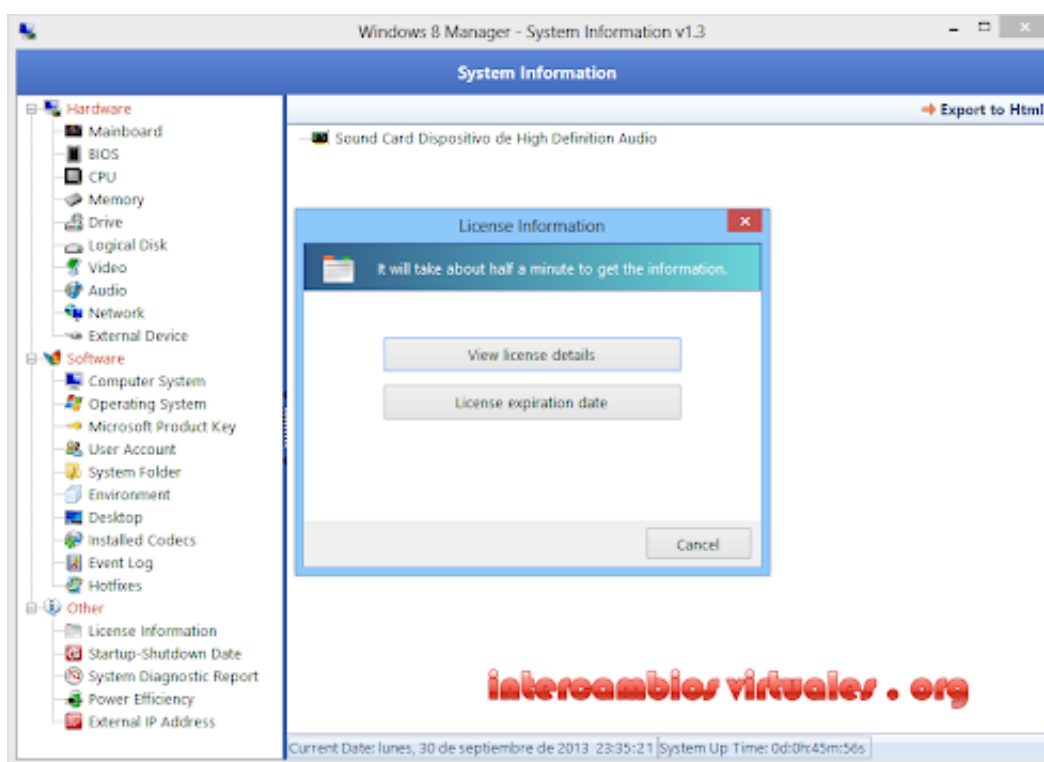 Windows 8 Manager - System Information v1.3
System Information
Export to Html
Hardware
Mainboard
BIOS
CPU
Memory
Drive
Logical Disk
Video
Audio
Network
External Device
Software
Computer System
Operating System
Microsoft Product Key
User Account
System Folder
Environment
Desktop
Installed Codecs
Event Log
Hotfixes
Other
License Information
Startup-Shutdown Date
System Diagnostic Report
Power Efficiency
External IP Address
Sound Card Dispositivo de High Definition Audio
License Information
It will take about half a minute to get the information.
View license details
License expiration date
Cancel
intercambios virtuales . org
Current Date: lunes, 30 de septiembre de 2013 23:35:21 System Up Time: 0d:0h:45m:56s